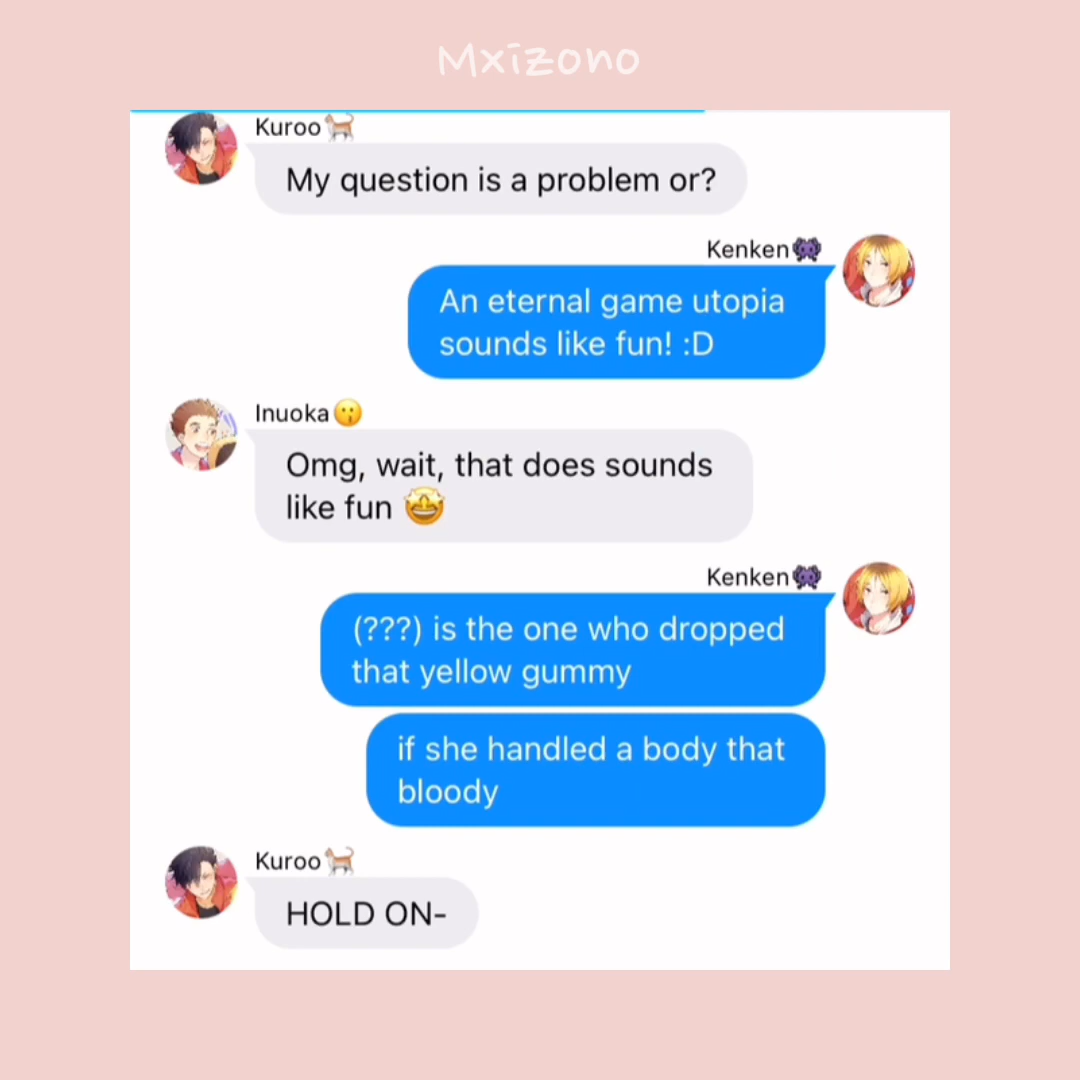 Mxizono
Kuroo🐈
My question is a problem or?
Kenken👾
An eternal game utopia
sounds like fun! :D
Inuoka😗
Omg, wait, that does sounds
like fun 🤩
Kenken👾
(???) is the one who dropped
that yellow gummy
if she handled a body that
bloody
Kuroo🐈
HOLD ON-